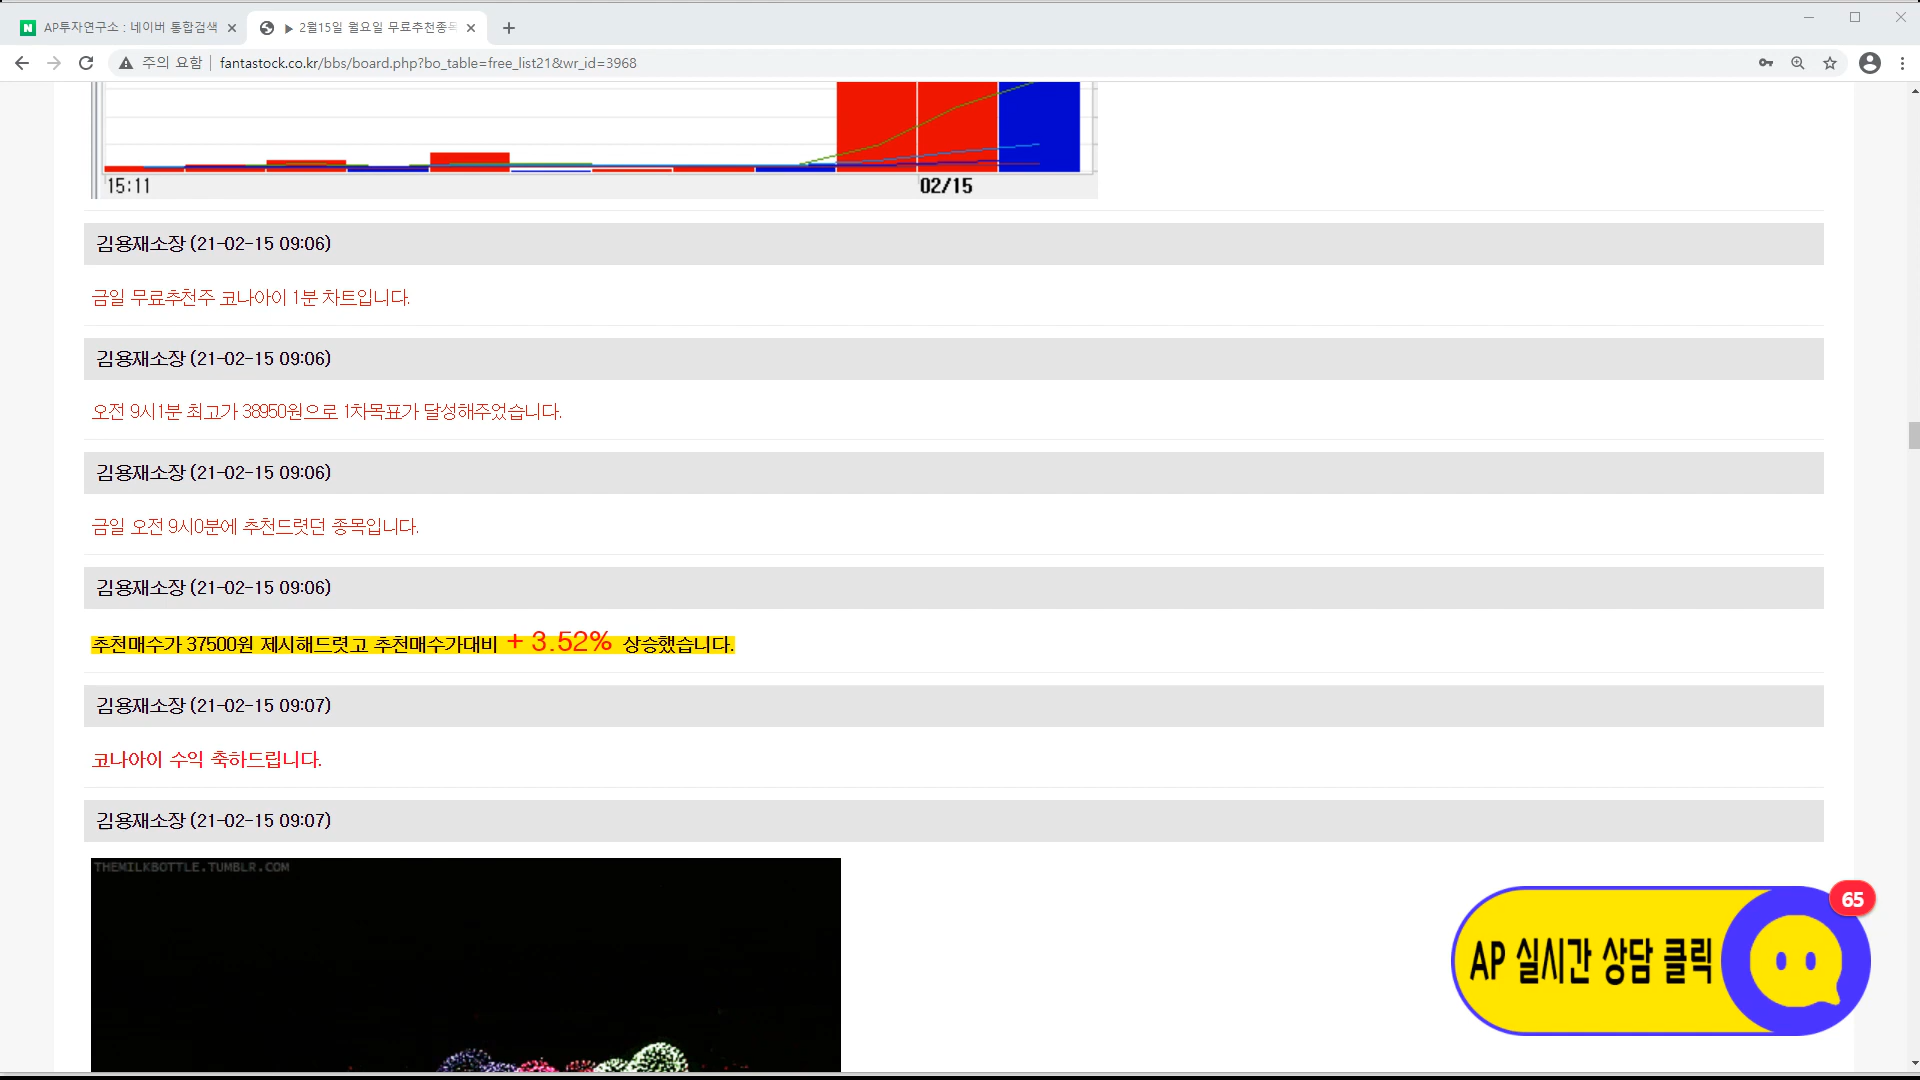 AP투자연구소 : 네이버 통합검색
▶ 2월15일 월요일 무료추천종목
주의 요함 | fantastock.co.kr/bbs/board.php?bo_table=free_list21&wr_id=3968
15:11
02/15
김용재소장 (21-02-15 09:06)
금일 무료추천주 코나아이 1분 차트입니다.
김용재소장 (21-02-15 09:06)
오전 9시1분 최고가 38950원으로 1차목표가 달성해주었습니다.
김용재소장 (21-02-15 09:06)
금일 오전 9시0분에 추천드렷던 종목입니다.
김용재소장 (21-02-15 09:06)
추천매수가 37500원 제시해드렷고 추천매수가대비 + 3.52% 상승했습니다.
김용재소장 (21-02-15 09:07)
코나아이 수익 축하드립니다.
김용재소장 (21-02-15 09:07)
THEMILKBOTTLE.TUMBLR.COM
65
AP 실시간 상담 클릭